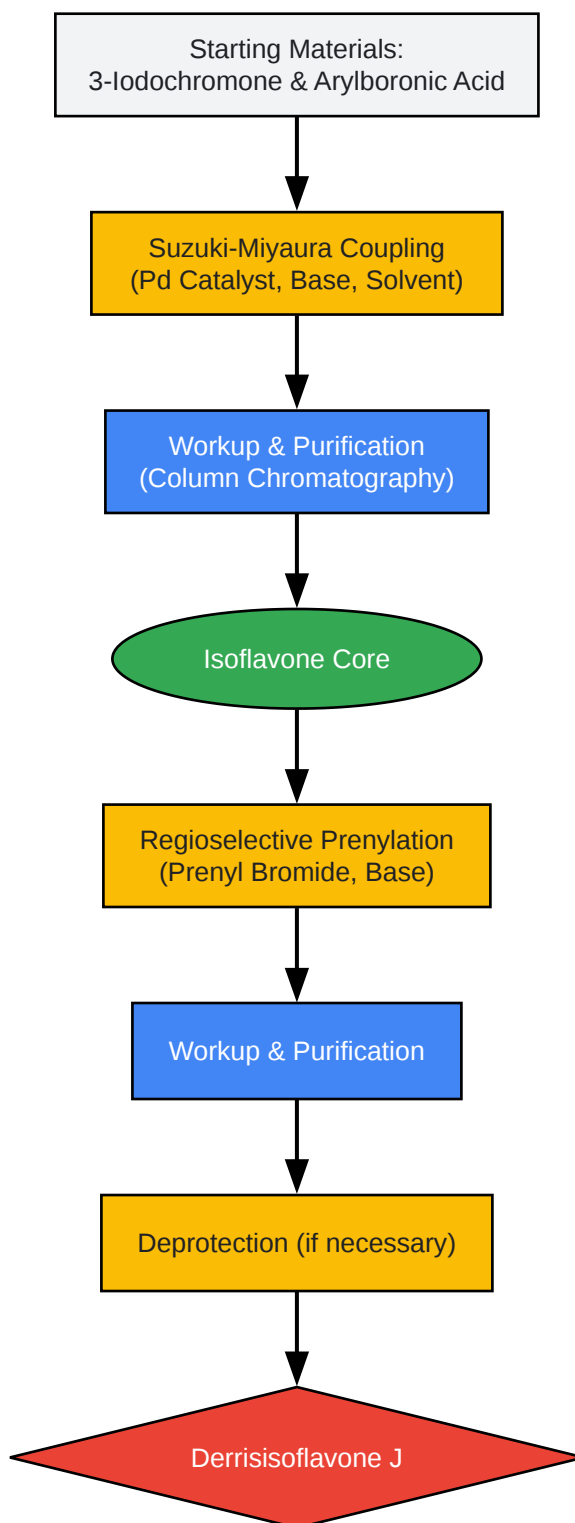 Starting Materials:
3-Iodochromone & Arylboronic Acid
Suzuki-Miyaura Coupling
(Pd Catalyst, Base, Solvent)
Workup & Purification
(Column Chromatography)
Isoflavone Core
Regioselective Prenylation
(Prenyl Bromide, Base)
Workup & Purification
Deprotection (if necessary)
Derrisisoflavone J